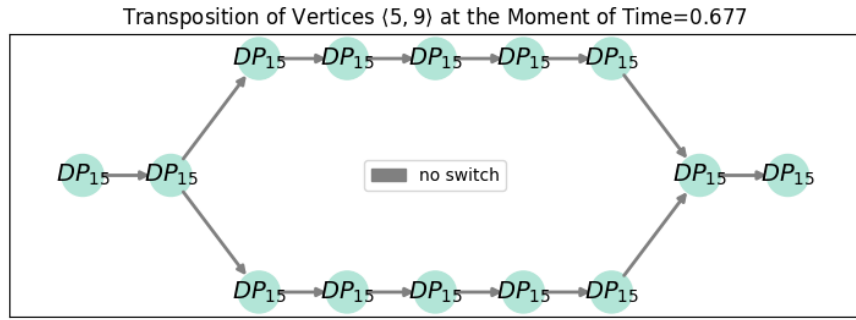 Transposition of Vertices ⟨5, 9⟩ at the Moment of Time=0.677
DP₁₅ DP₁₅ DP₁₅ DP₁₅ DP₁₅
DP₁₅ DP₁₅ no switch DP₁₅ DP₁₅
DP₁₅ DP₁₅ DP₁₅ DP₁₅ DP₁₅